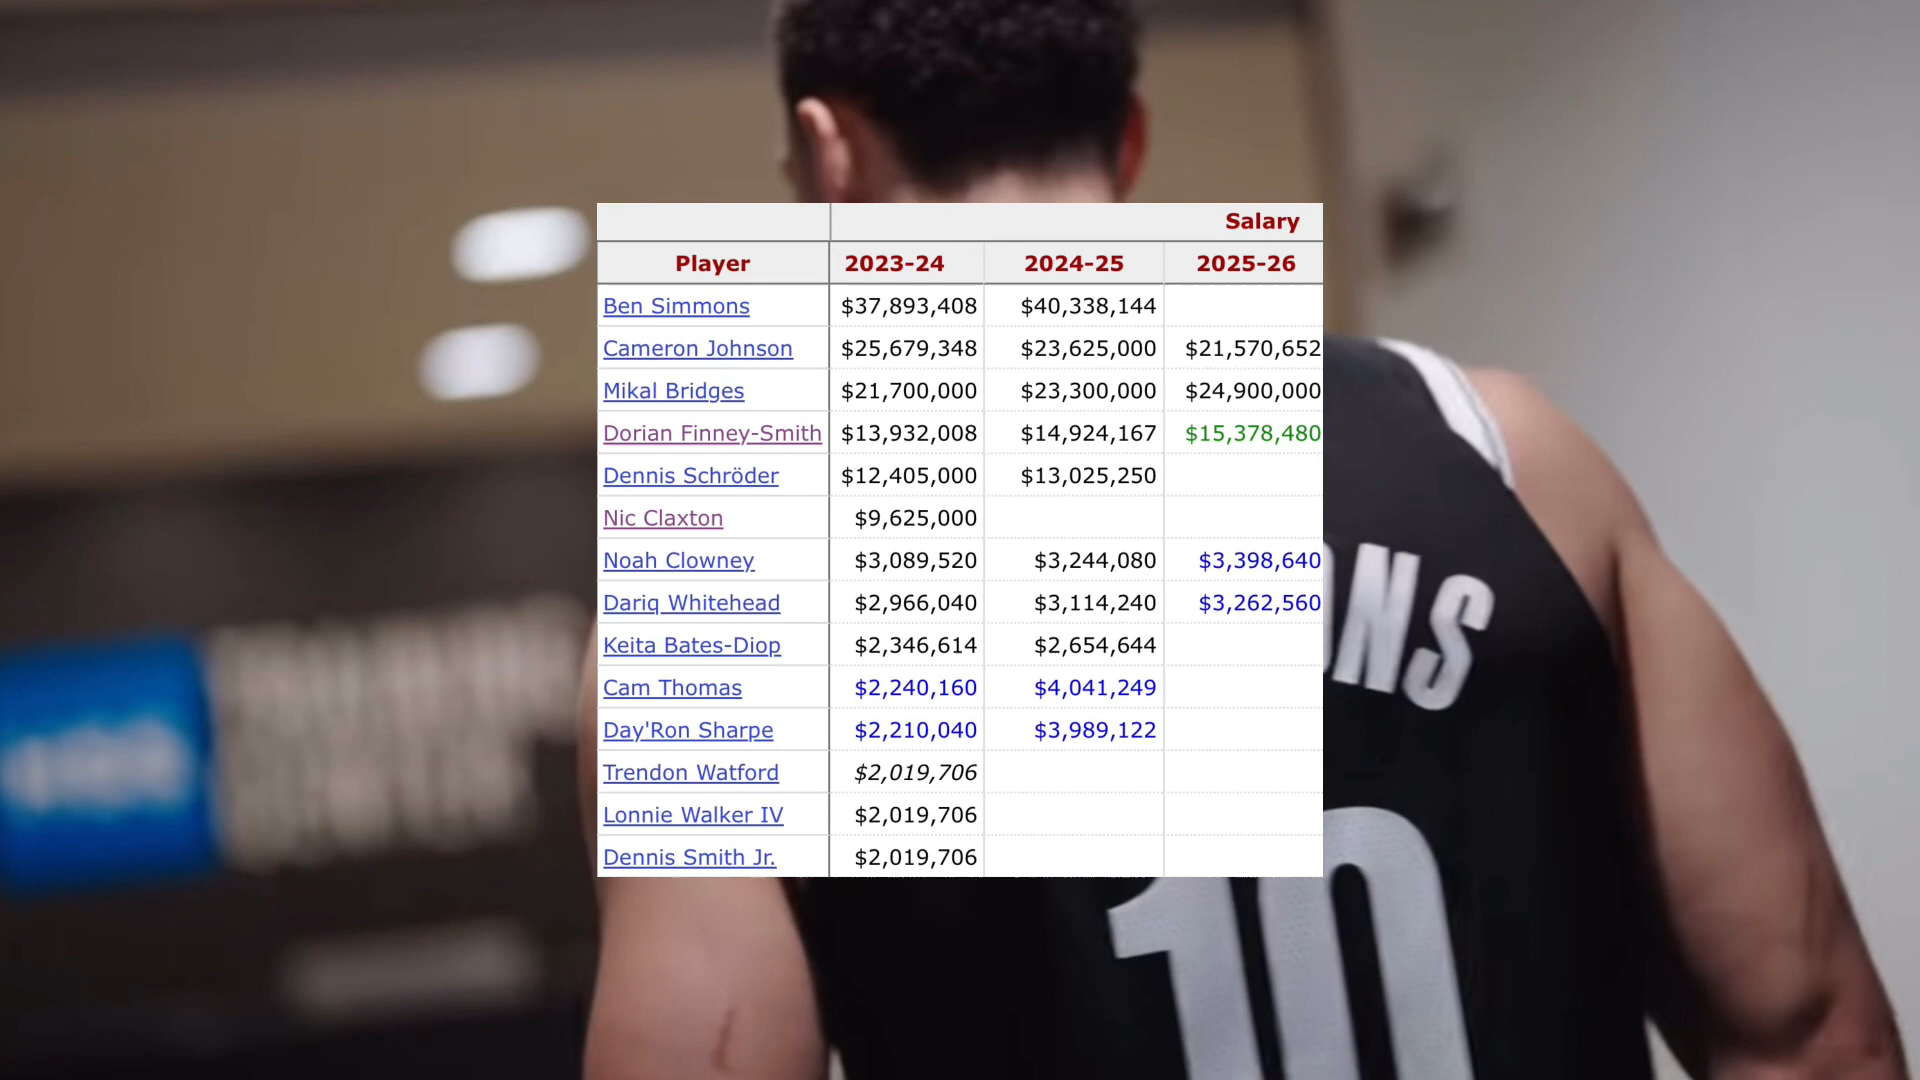 Salary
Player 2023-24 2024-25 2025-26
Ben Simmons $37,893,408 $40,338,144
Cameron Johnson $25,679,348 $23,625,000 $21,570,652
Mikal Bridges $21,700,000 $23,300,000 $24,900,000
Dorian Finney-Smith $13,932,008 $14,924,167 $15,378,480
Dennis Schröder $12,405,000 $13,025,250
Nic Claxton $9,625,000
Noah Clowney $3,089,520 $3,244,080 $3,398,640
Dariq Whitehead $2,966,040 $3,114,240 $3,262,560
Keita Bates-Diop $2,346,614 $2,654,644
Cam Thomas $2,240,160 $4,041,249
Day'Ron Sharpe $2,210,040 $3,989,122
Trendon Watford $2,019,706
Lonnie Walker IV $2,019,706
Dennis Smith Jr. $2,019,706
NS
10